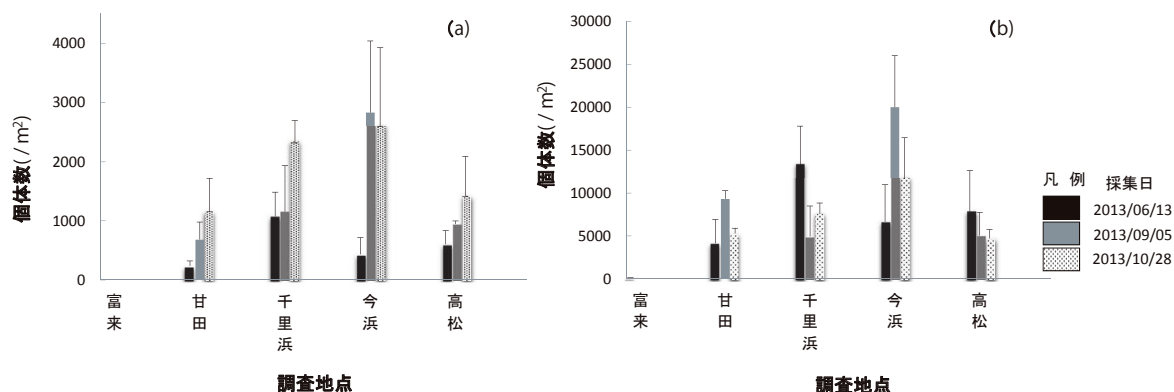 (a)
4000
3000
2000
1000
0
個体数( / m²)
富来
甘田
千里浜
今浜
高松
調査地点
(b)
30000
25000
20000
15000
10000
5000
0
個体数( / m²)
富来
甘田
千里浜
今浜
高松
調査地点
凡 例 採集日
2013/06/13
2013/09/05
2013/10/28